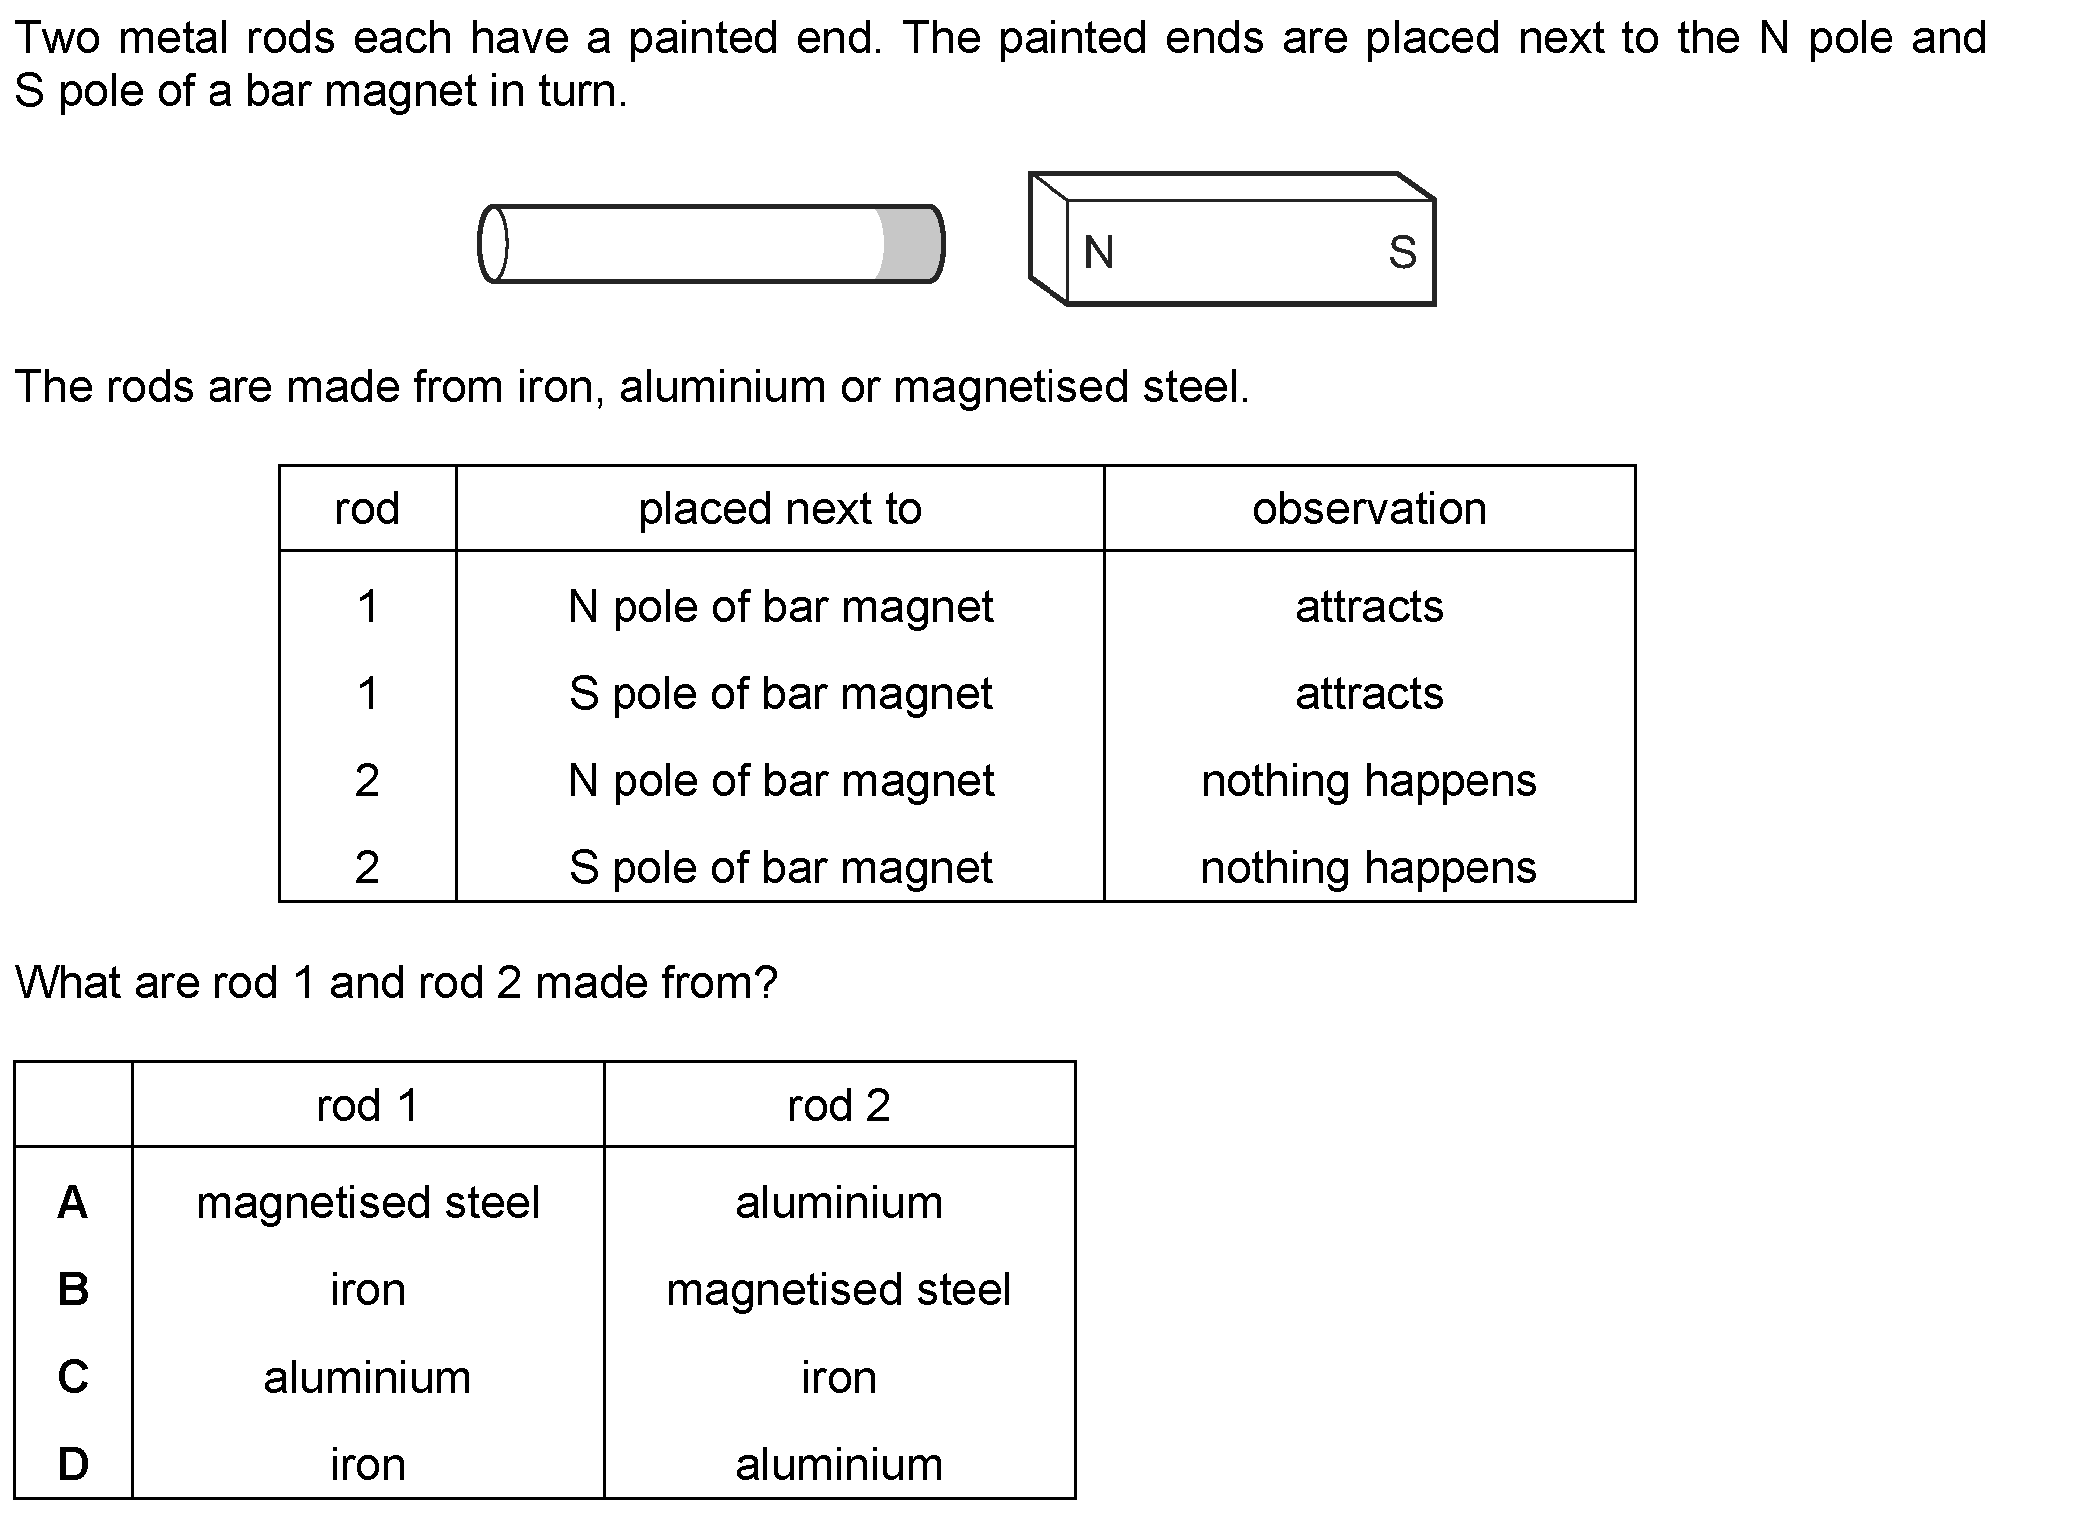 Two metal rods each have a painted end. The painted ends are placed next to the N pole and
S pole of a bar magnet in turn.
N S
The rods are made from iron, aluminium or magnetised steel.
rod placed next to observation
1 N pole of bar magnet attracts
1 S pole of bar magnet attracts
2 N pole of bar magnet nothing happens
2 S pole of bar magnet nothing happens
What are rod 1 and rod 2 made from?
rod 1 rod 2
A magnetised steel aluminium
B iron magnetised steel
C aluminium iron
D iron aluminium